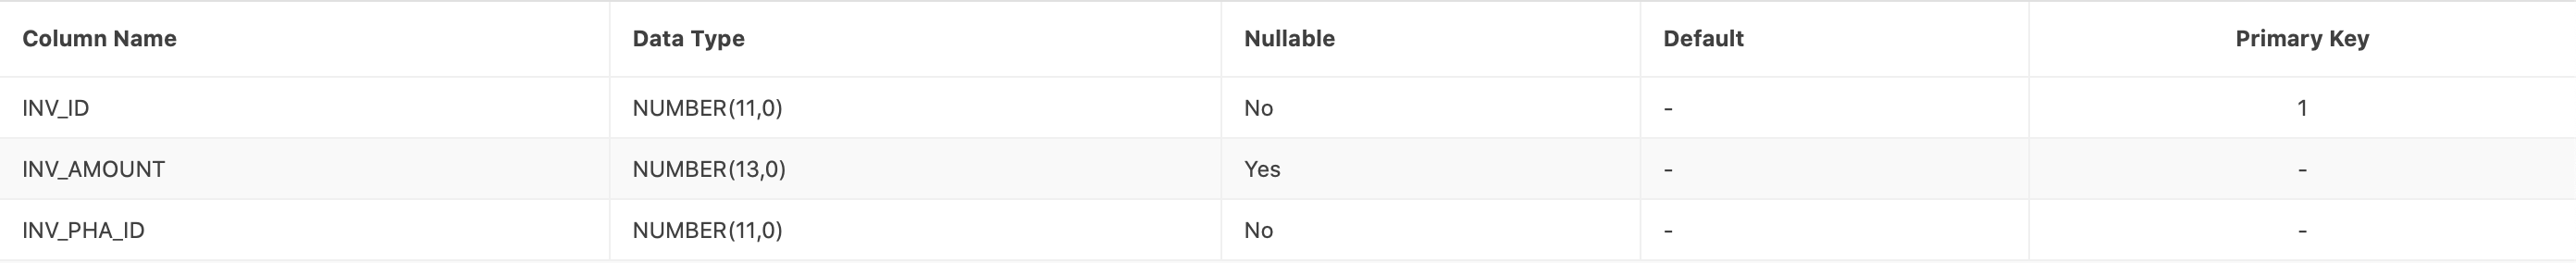 Column Name Data Type Nullable Default Primary Key
INV_ID NUMBER(11,0) No - 1
INV_AMOUNT NUMBER(13,0) Yes - -
INV_PHA_ID NUMBER(11,0) No - -